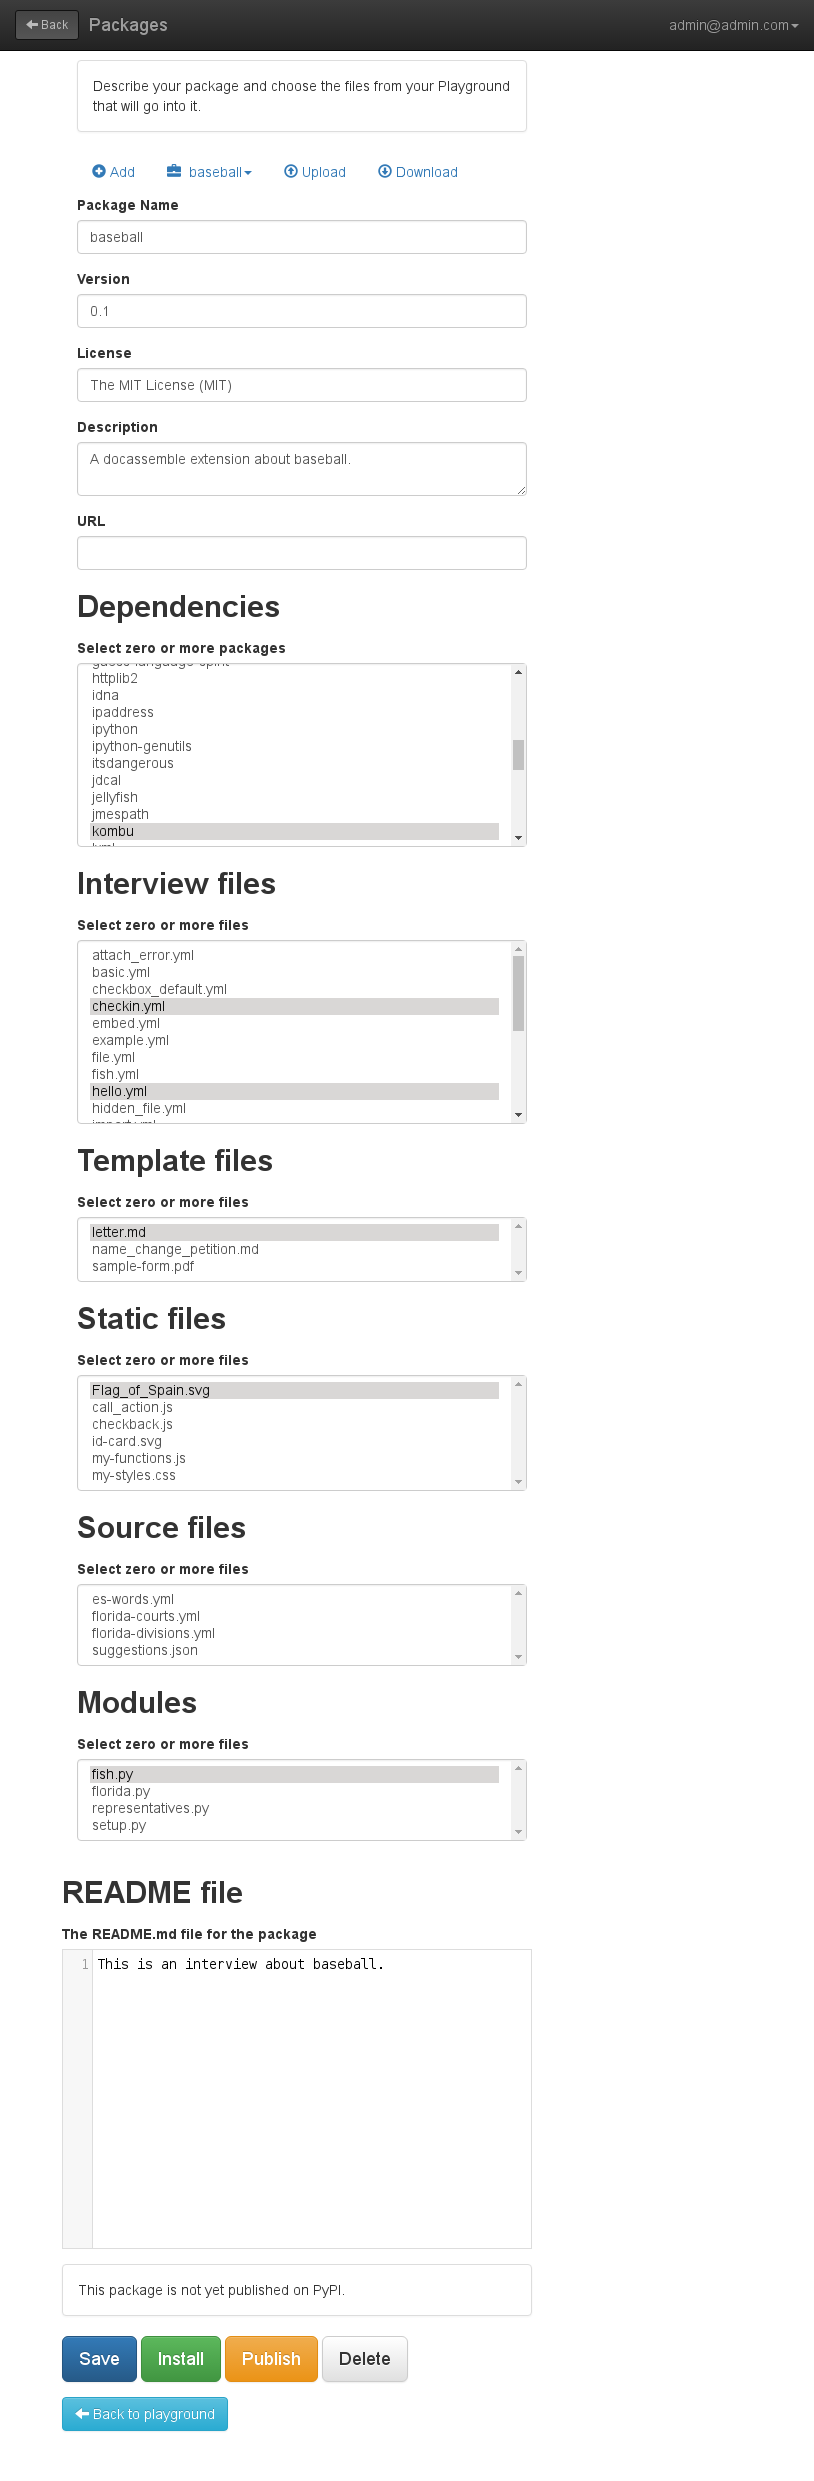 Back Packages admin@admin.com
Describe your package and choose the files from your Playground
that will go into it.
Add baseball Upload Download
Package Name
baseball
Version
0.1
License
The MIT License (MIT)
Description
A docassemble extension about baseball.
URL
Dependencies
Select zero or more packages
httplib2
idna
ipaddress
ipython
ipython-genutils
itsdangerous
jdcal
jellyfish
jmespath
kombu
Interview files
Select zero or more files
attach_error.yml
basic.yml
checkbox_default.yml
checkin.yml
embed.yml
example.yml
file.yml
fish.yml
hello.yml
hidden_file.yml
Template files
Select zero or more files
letter.md
name_change_petition.md
sample-form.pdf
Static files
Select zero or more files
Flag_of_Spain.svg
call_action.js
checkback.js
id-card.svg
my-functions.js
my-styles.css
Source files
Select zero or more files
es-words.yml
florida-courts.yml
florida-divisions.yml
suggestions.json
Modules
Select zero or more files
fish.py
florida.py
representatives.py
setup.py
README file
The README.md file for the package
1 This is an interview about baseball.
This package is not yet published on PyPI.
Save Install Publish Delete
Back to playground